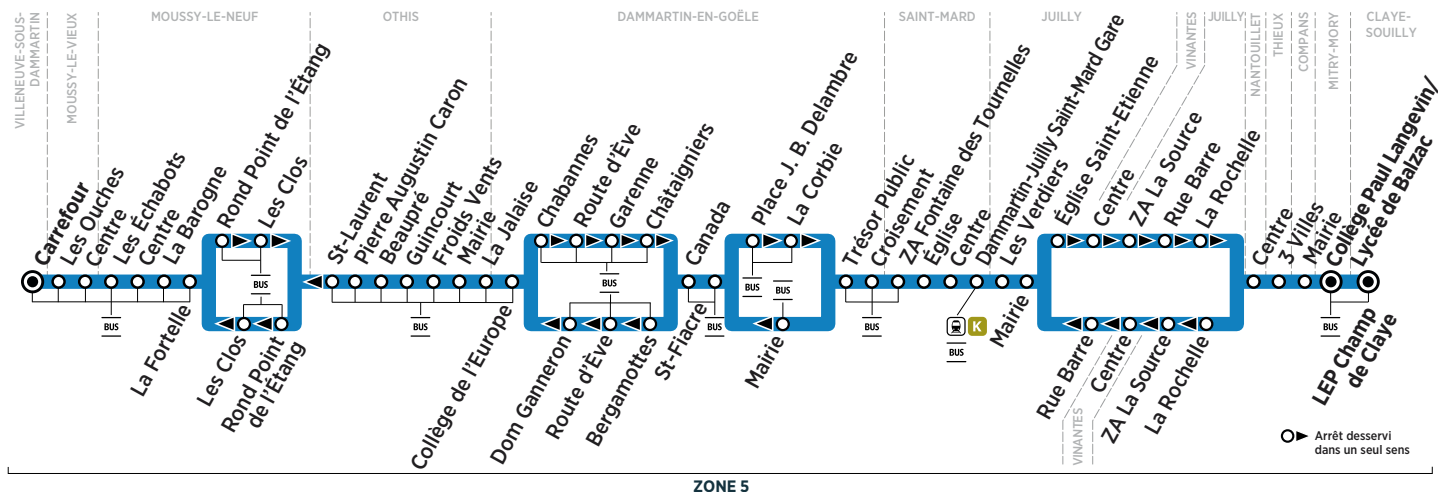 VILLENEUVE-SOUS-
DAMMARTIN
MOUSSY-LE-VIEUX
MOUSSY-LE-NEUF
OTHIS
DAMMARTIN-EN-GOËLE
SAINT-MARD
JUILLY
VINANTES
JUILLY
NANTOUILLET
THIEUX
COMPANS
MITRY-MORY
CLAYE-
SOUILLY
Carrefour
Les Ouches
Centre
Les Échabots
Centre
La Barogne
La Fortelle
Rond Point de l'Étang
Les Clos
BUS
Les Clos
Rond Point
de l'Étang
BUS
St-Laurent
Pierre Augustin Caron
Beaupré
Guincourt
Froids Vents
Mairie
La Jalaise
Collège de l'Europe
BUS
Chabannes
Route d'Ève
Garenne
Châtaigniers
BUS
Dom Ganneron
Route d'Ève
Bergamottes
Canada
St-Fiacre
BUS
Place J. B. Delambre
La Corbie
BUS
BUS
Mairie
Trésor Public
Croisement
ZA Fontaine des Tournelles
BUS
Église
Centre
Dammartin-Juilly Saint-Mard Gare
K
BUS
Les Verdiers
Mairie
Église Saint-Etienne
Centre
ZA La Source
Rue Barre
La Rochelle
Rue Barre
Centre
ZA La Source
La Rochelle
VINANTES
Centre
3 Villes
Mairie
Collège Paul Langevin/
Lycée de Balzac
BUS
LEP Champ
de Claye
Arrêt desservi
dans un seul sens
ZONE 5